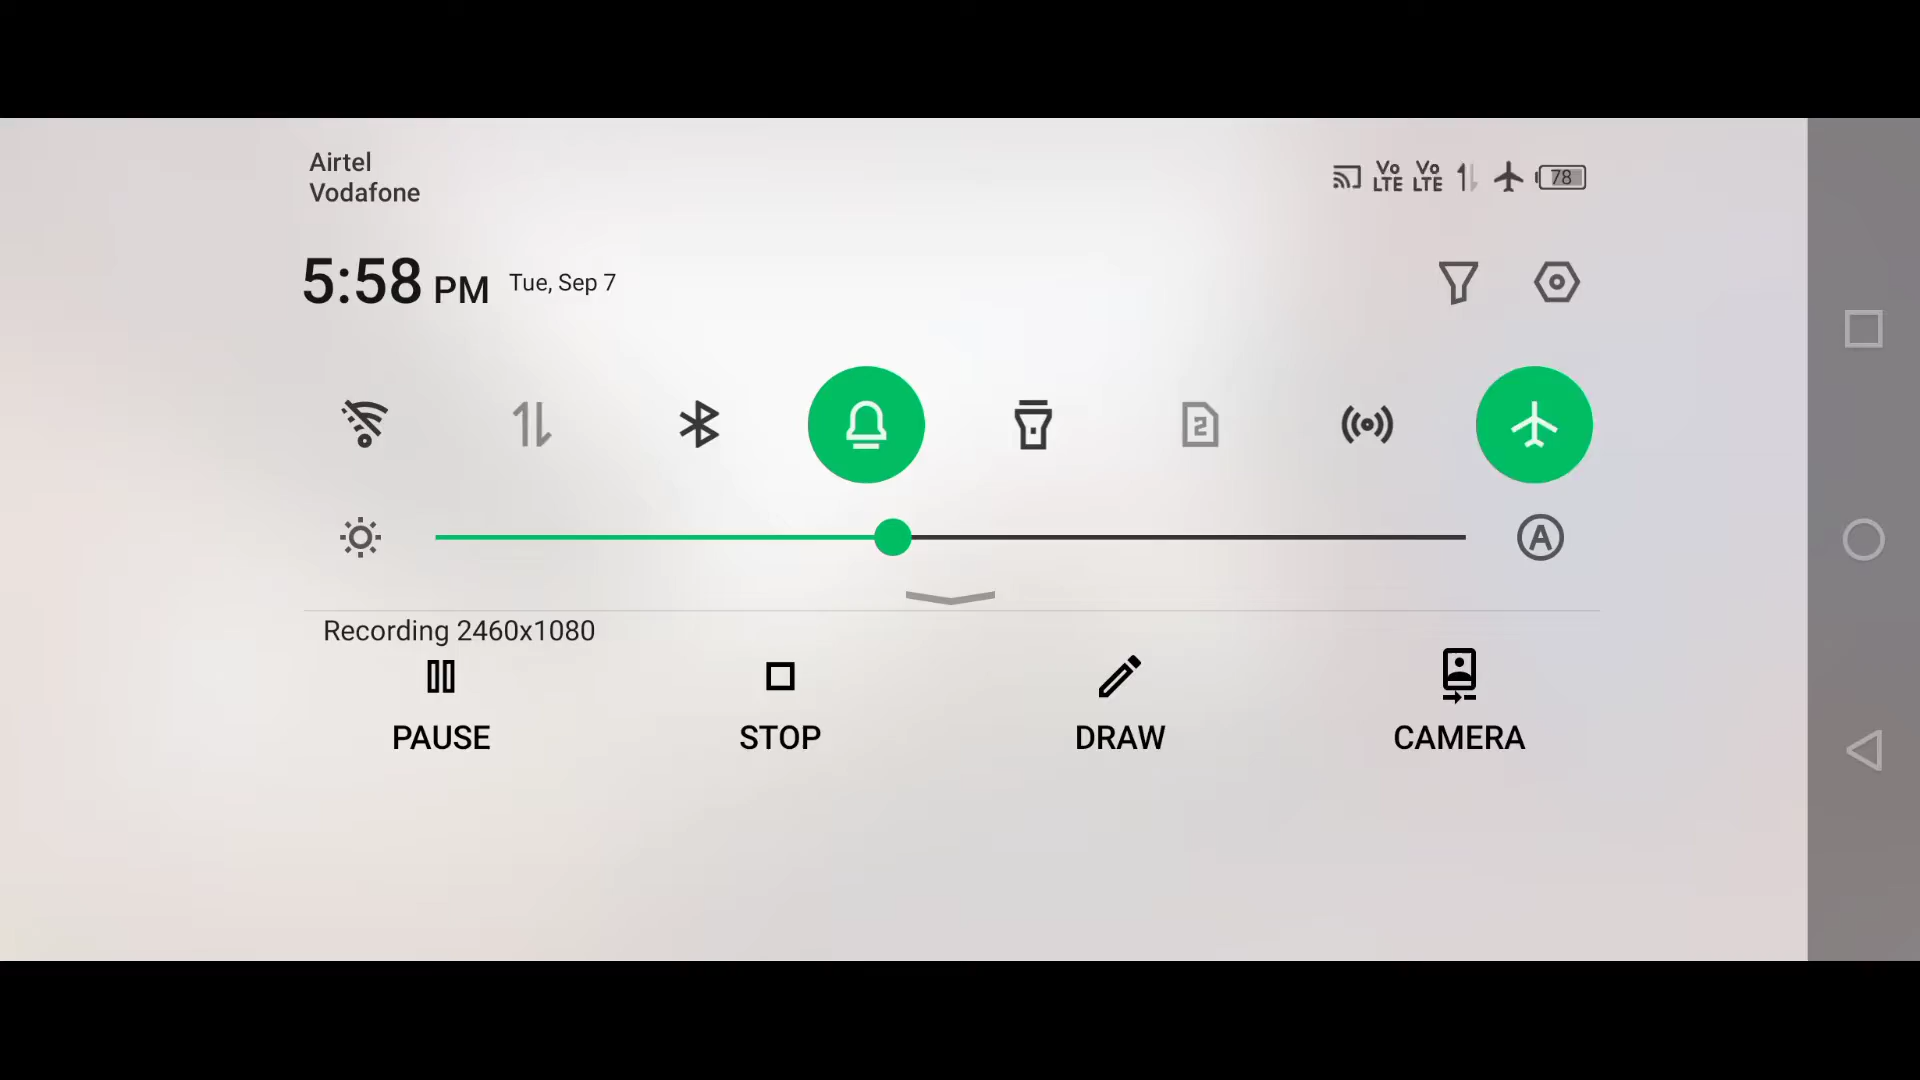 Airtel
Vodafone
Vo LTE Vo LTE 78
5:58 PM Tue, Sep 7
2
A
Recording 2460x1080
PAUSE STOP DRAW CAMERA